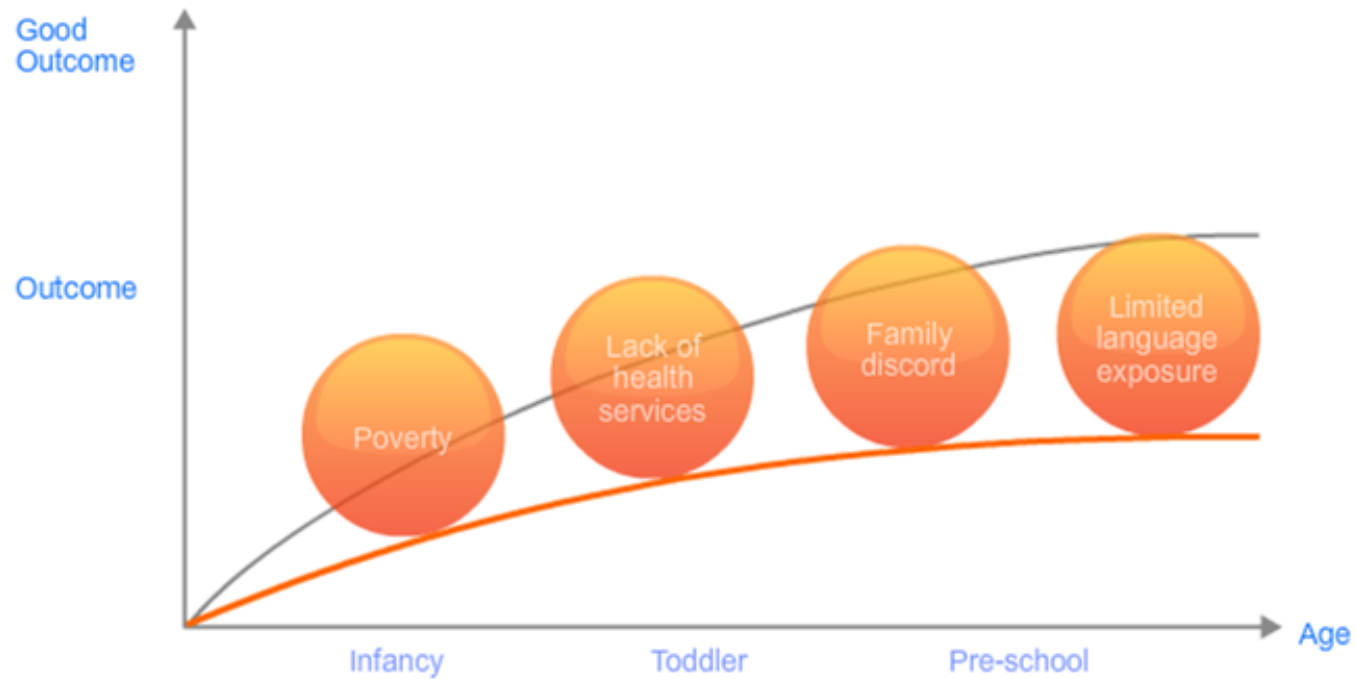 Good
Outcome
Outcome
Poverty
Lack of
health
services
Family
discord
Limited
language
exposure
Age
Infancy
Toddler
Pre-school